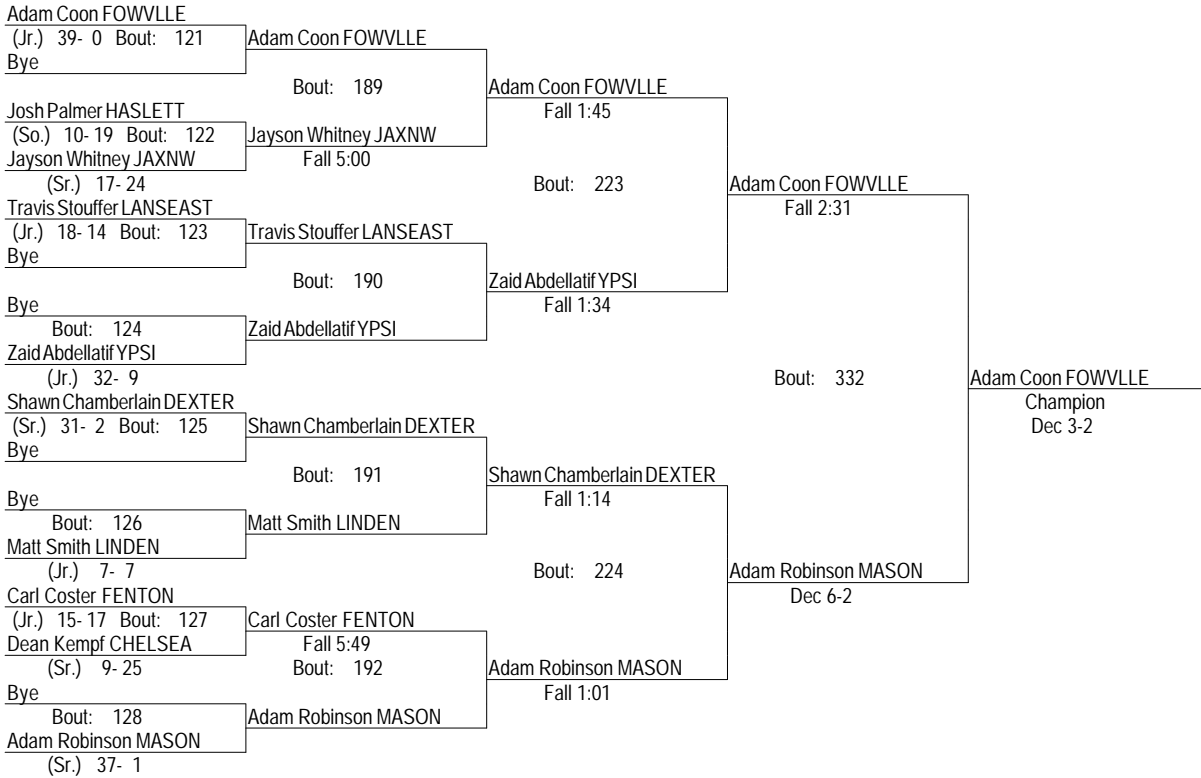 Adam Coon FOWVLLE
(Jr.) 39- 0 Bout: 121
Bye
Josh Palmer HASLETT
(So.) 10- 19 Bout: 122
Jayson Whitney JAXNW
(Sr.) 17- 24
Travis Stouffer LANSEAST
(Jr.) 18- 14 Bout: 123
Bye
Bye
Bout: 124
Zaid Abdellatif YPSI
(Jr.) 32- 9
Shawn Chamberlain DEXTER
(Sr.) 31- 2 Bout: 125
Bye
Bye
Bout: 126
Matt Smith LINDEN
(Jr.) 7- 7
Carl Coster FENTON
(Jr.) 15- 17 Bout: 127
Dean Kempf CHELSEA
(Sr.) 9- 25
Bye
Bout: 128
Adam Robinson MASON
(Sr.) 37- 1
Adam Coon FOWVLLE
Bout: 189
Jayson Whitney JAXNW
Fall 5:00
Travis Stouffer LANSEAST
Bout: 190
Zaid Abdellatif YPSI
Shawn Chamberlain DEXTER
Bout: 191
Matt Smith LINDEN
Carl Coster FENTON
Fall 5:49
Bout: 192
Adam Robinson MASON
Adam Coon FOWVLLE
Fall 1:45
Bout: 223
Zaid Abdellatif YPSI
Fall 1:34
Shawn Chamberlain DEXTER
Fall 1:14
Bout: 224
Adam Robinson MASON
Fall 1:01
Adam Coon FOWVLLE
Fall 2:31
Bout: 332
Adam Robinson MASON
Dec 6-2
Adam Coon FOWVLLE
Champion
Dec 3-2